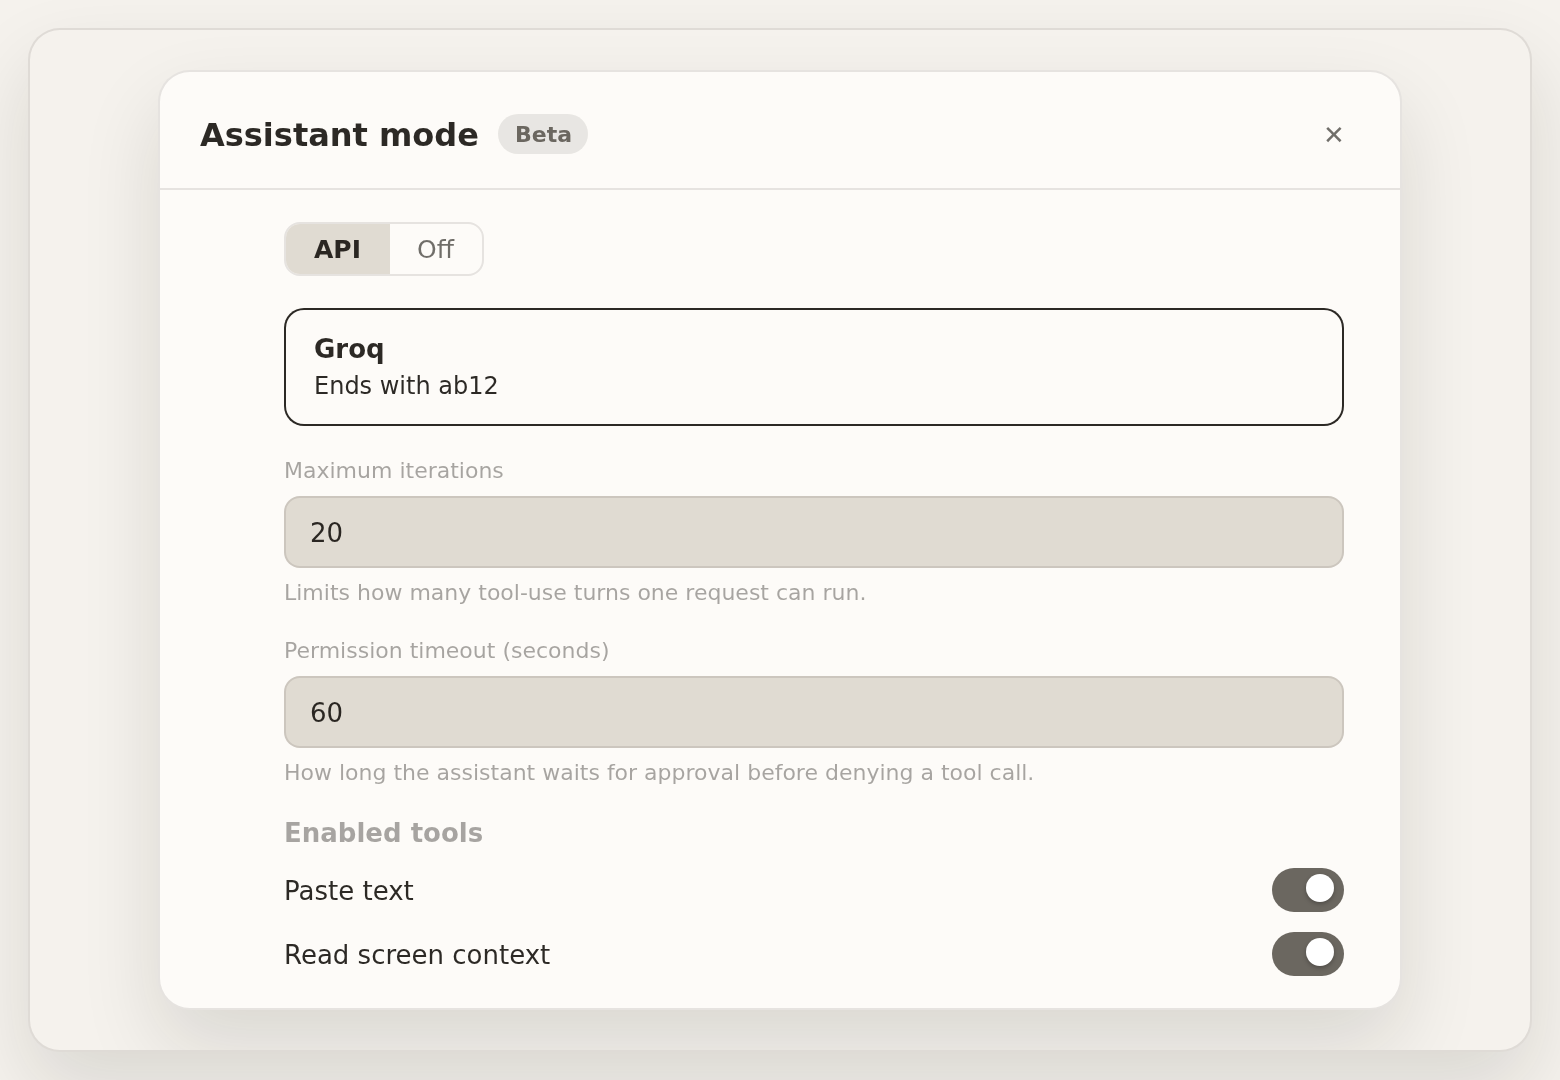 Assistant mode
Beta
API
Off
Groq
Ends with ab12
Maximum iterations
20
Limits how many tool-use turns one request can run.
Permission timeout (seconds)
60
How long the assistant waits for approval before denying a tool call.
Enabled tools
Paste text
Read screen context